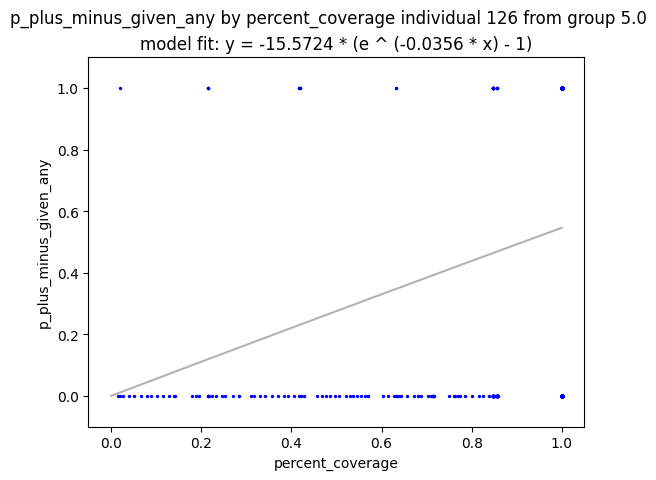 p_plus_minus_given_any by percent_coverage individual 126 from group 5.0
model fit: y = -15.5724 * (e ^ (-0.0356 * x) - 1)
1.0
0.8
0.6
0.4
0.2
0.0
p_plus_minus_given_any
0.0 0.2 0.4 0.6 0.8 1.0
percent_coverage